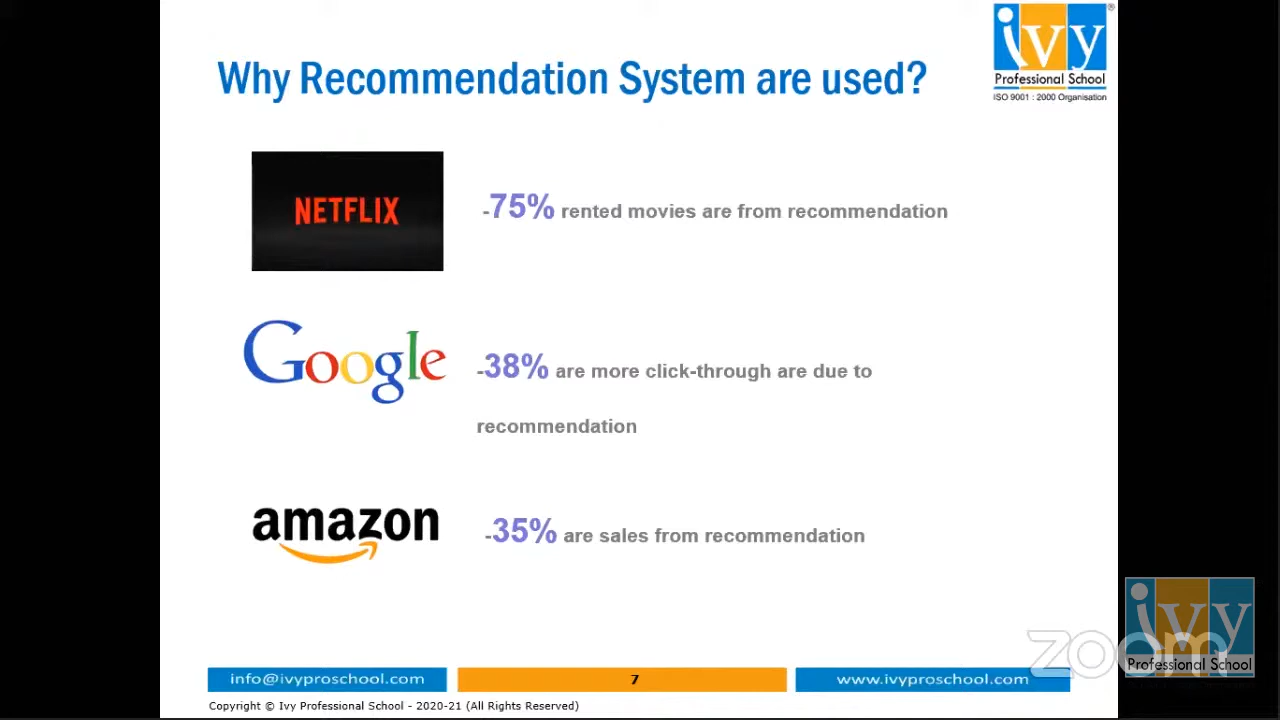 ivy
®
Professional School
ISO 9001 : 2000 Organisation
Why Recommendation System are used?
NETFLIX
-75% rented movies are from recommendation
Google
-38% are more click-through are due to
recommendation
amazon
-35% are sales from recommendation
zoom
ivy
Professional School
info@ivyproschool.com
7
www.ivyproschool.com
Copyright © Ivy Professional School - 2020-21 (All Rights Reserved)